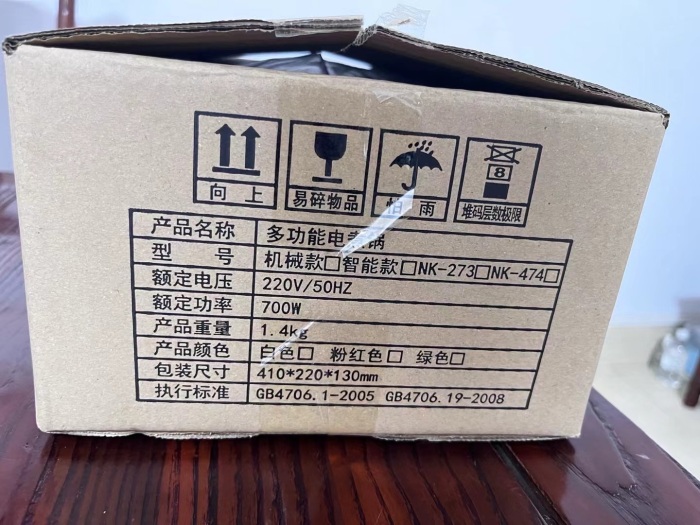 向上 易碎物品 怕雨 8 堆码层数极限
产品名称 多功能电煮锅
型号 机械款□智能款□NK-273□NK-474□
额定电压 220V/50HZ
额定功率 700W
产品重量 1.4kg
产品颜色 白色□ 粉红色□ 绿色□
包装尺寸 410*220*130mm
执行标准 GB4706.1-2005 GB4706.19-2008